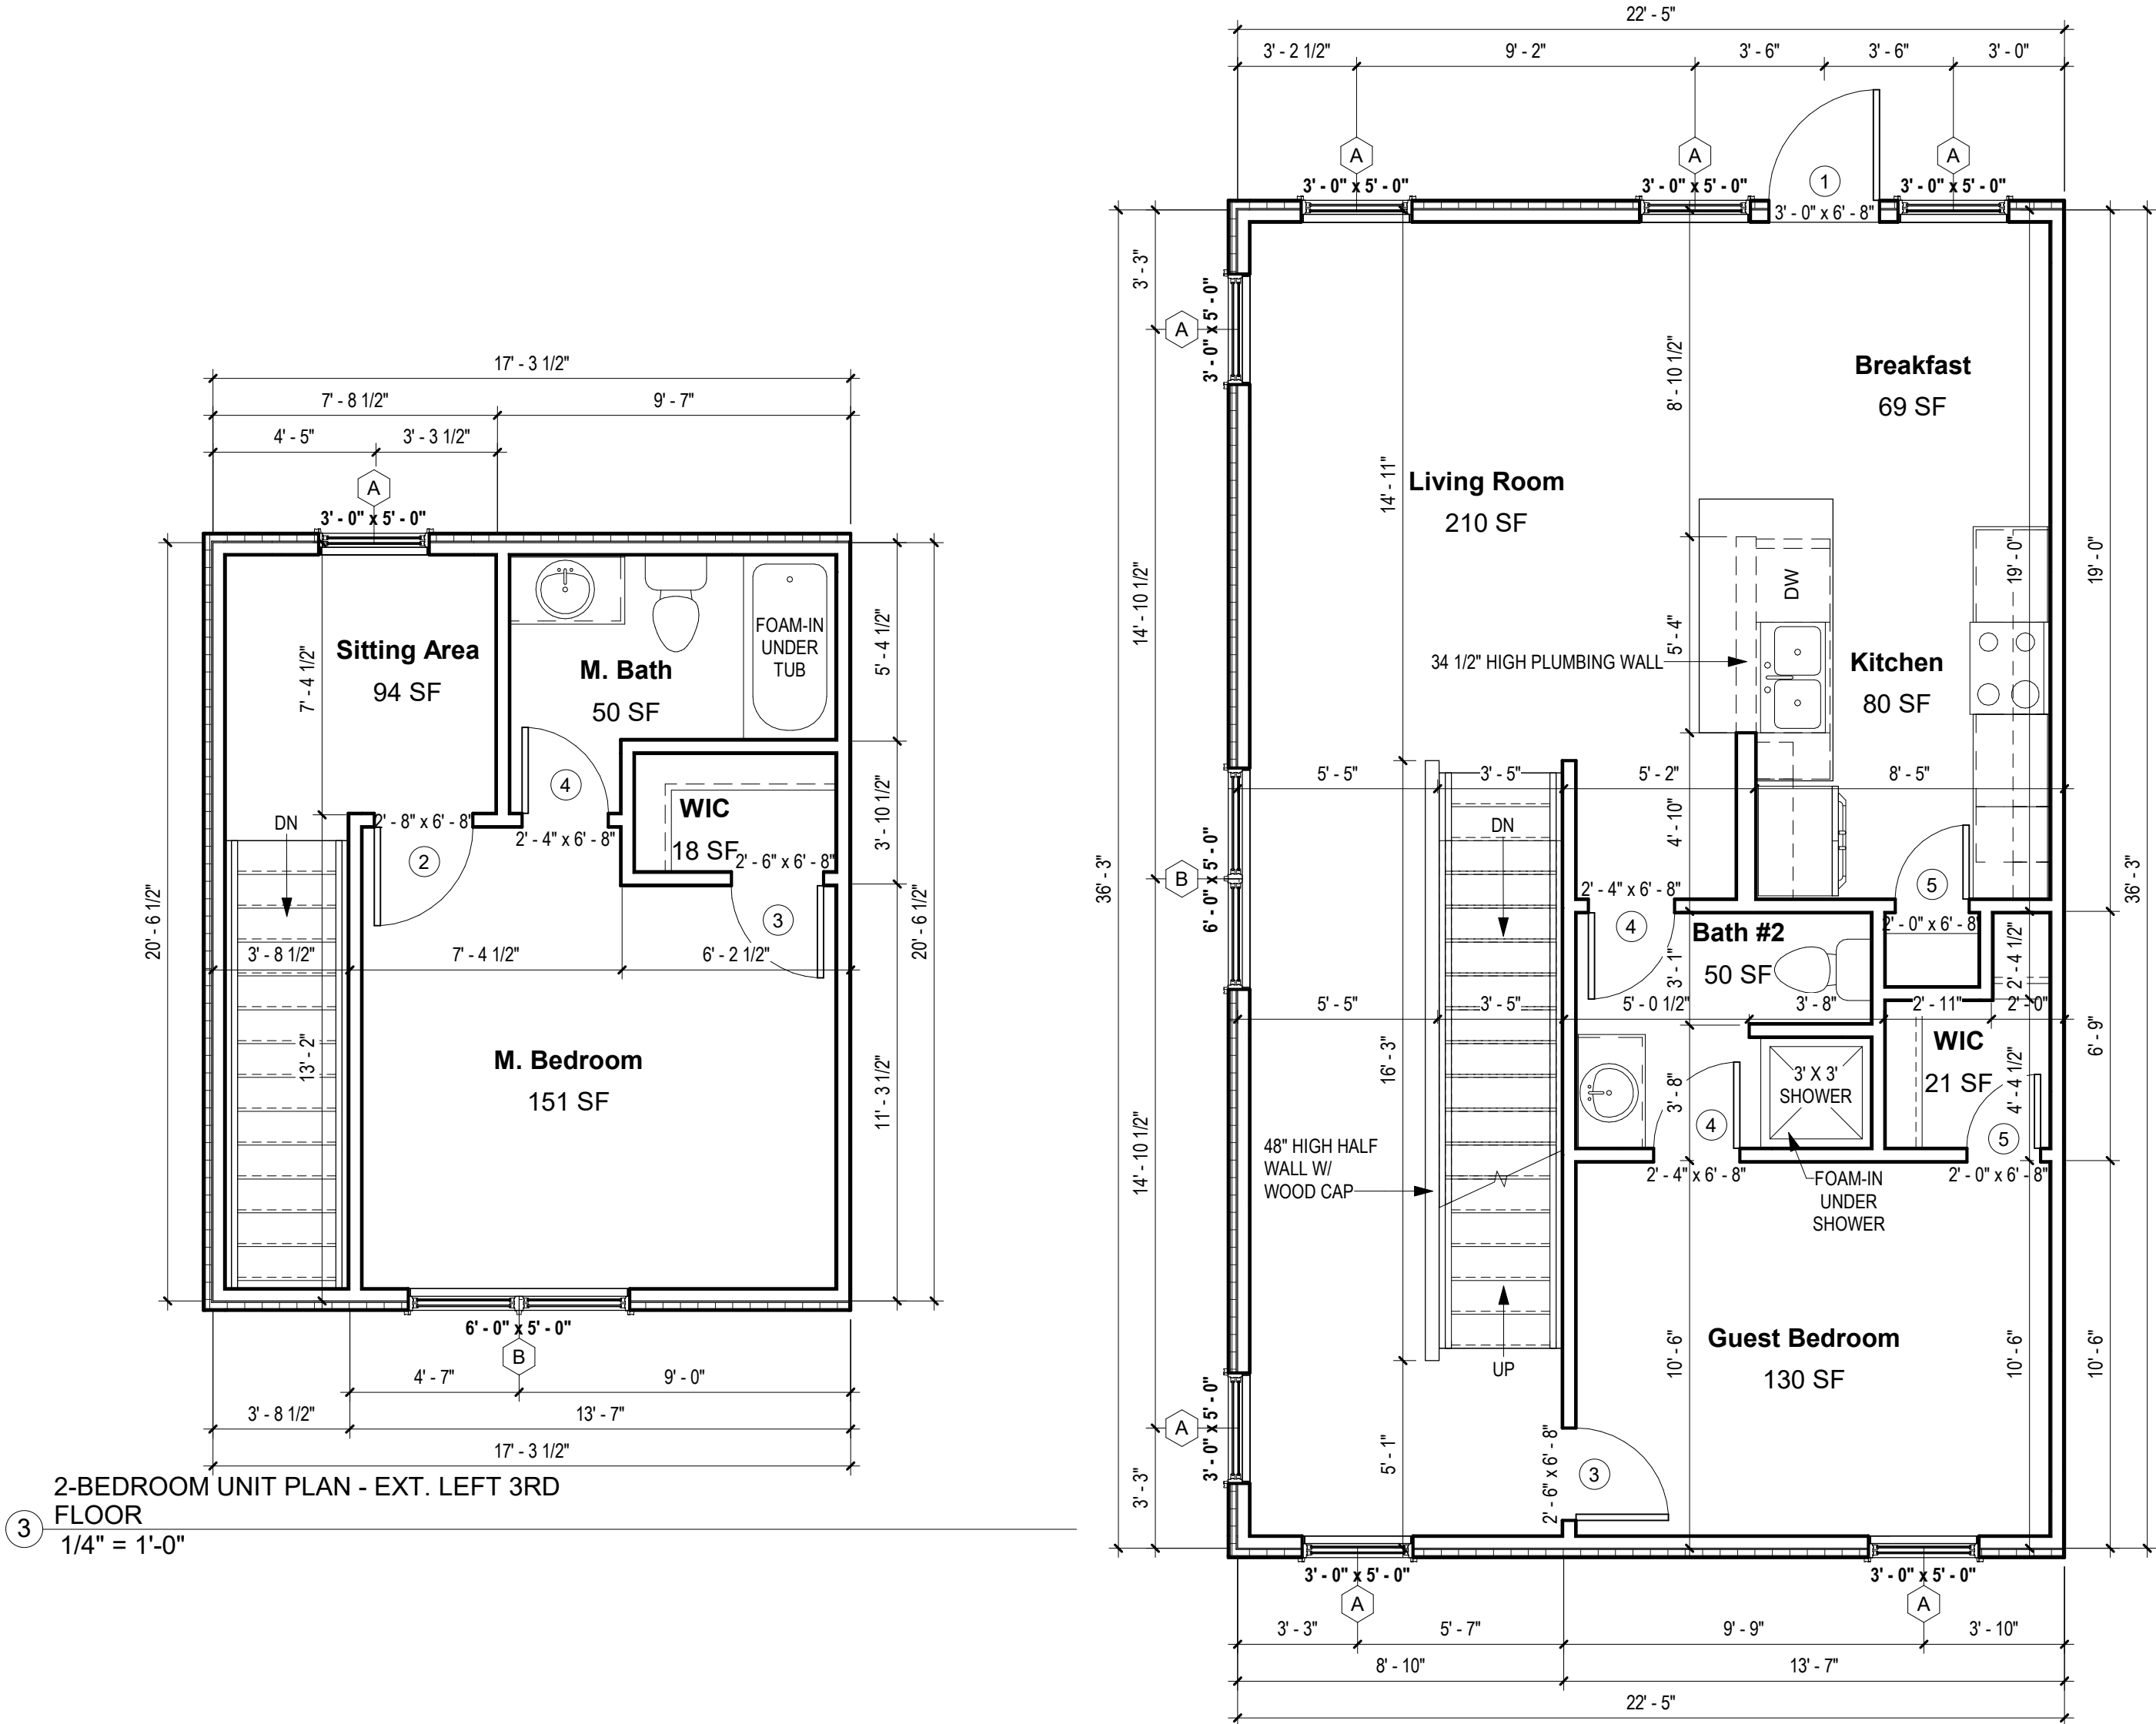 17' - 3 1/2"
7' - 8 1/2"
9' - 7"
4' - 5"
3' - 3 1/2"
A
3' - 0" x 5' - 0"
20' - 6 1/2"
7' - 4 1/2"
Sitting Area
94 SF
M. Bath
50 SF
FOAM-IN
UNDER
TUB
5' - 4 1/2"
4
DN
2' - 8" x 6' - 8"
2
2' - 4" x 6' - 8"
WIC
18 SF
2' - 6" x 6' - 8"
3
3' - 10 1/2"
20' - 6 1/2"
3' - 8 1/2"
7' - 4 1/2"
6' - 2 1/2"
13' - 2"
M. Bedroom
151 SF
11' - 3 1/2"
6' - 0" x 5' - 0"
B
4' - 7"
9' - 0"
3' - 8 1/2"
13' - 7"
17' - 3 1/2"
2-BEDROOM UNIT PLAN - EXT. LEFT 3RD
FLOOR
3
1/4" = 1'-0"
22' - 5"
3' - 2 1/2"
9' - 2"
3' - 6"
3' - 6"
3' - 0"
A
A
A
1
3' - 0" x 5' - 0"
3' - 0" x 5' - 0"
3' - 0" x 5' - 0"
3' - 0" x 6' - 8"
3' - 3"
A
3' - 0" x 5' - 0"
8' - 10 1/2"
Breakfast
69 SF
14' - 11"
Living Room
210 SF
14' - 10 1/2"
DW
19' - 0"
19' - 0"
5' - 4"
34 1/2" HIGH PLUMBING WALL
Kitchen
80 SF
5' - 5"
3' - 5"
5' - 2"
8' - 5"
DN
4' - 10"
36' - 3"
B
6' - 0" x 5' - 0"
2' - 4" x 6' - 8"
4
5
2' - 0" x 6' - 8"
36' - 3"
Bath #2
50 SF
3' - 1"
2' - 4 1/2"
5' - 5"
3' - 5"
5' - 0 1/2"
3' - 8"
2' - 11"
2' - 0"
16' - 3"
WIC
21 SF
6' - 9"
3' X 3'
SHOWER
3' - 8"
4' - 4 1/2"
4
5
48" HIGH HALF
WALL W/
WOOD CAP
2' - 4" x 6' - 8"
2' - 0" x 6' - 8"
FOAM-IN
UNDER
SHOWER
14' - 10 1/2"
UP
Guest Bedroom
130 SF
10' - 6"
10' - 6"
10' - 6"
A
3' - 0" x 5' - 0"
5' - 1"
2' - 6" x 6' - 8"
3
3' - 3"
3' - 0" x 5' - 0"
3' - 0" x 5' - 0"
A
A
3' - 3"
5' - 7"
9' - 9"
3' - 10"
8' - 10"
13' - 7"
22' - 5"